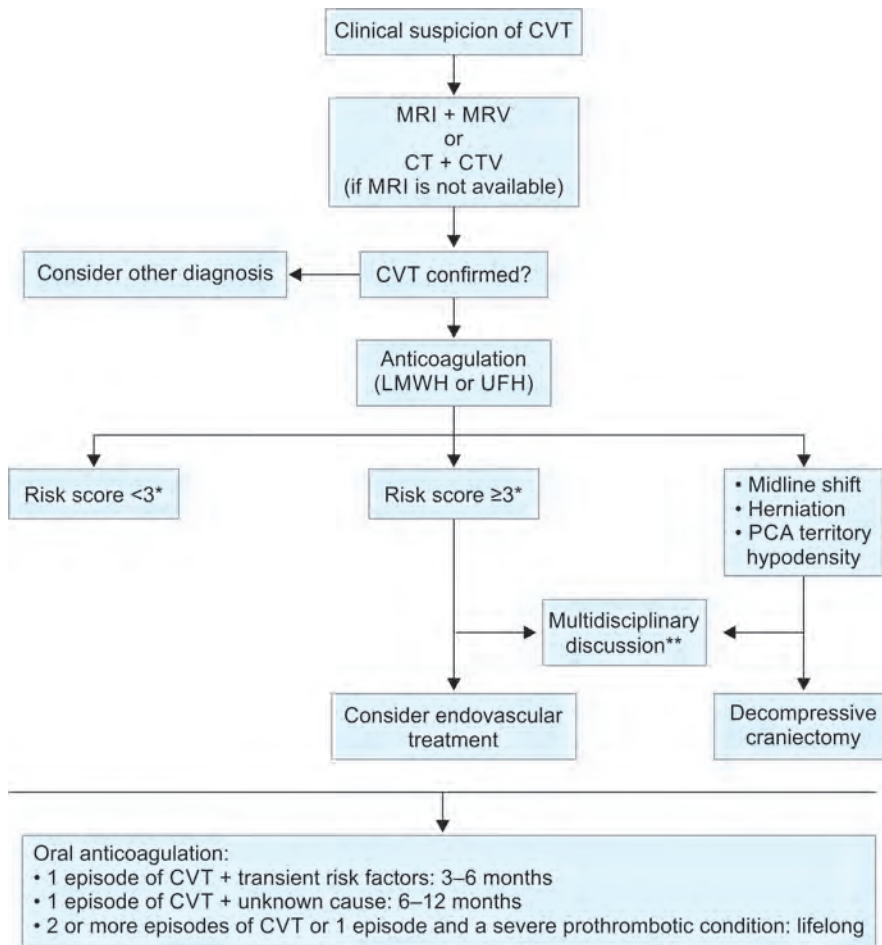 Clinical suspicion of CVT
MRI + MRV
or
CT + CTV
(if MRI is not available)
Consider other diagnosis
CVT confirmed?
Anticoagulation
(LMWH or UFH)
Risk score <3*
Risk score ≥3*
• Midline shift
• Herniation
• PCA territory
hypodensity
Multidisciplinary
discussion**
Consider endovascular
treatment
Decompressive
craniectomy
Oral anticoagulation:
• 1 episode of CVT + transient risk factors: 3–6 months
• 1 episode of CVT + unknown cause: 6–12 months
• 2 or more episodes of CVT or 1 episode and a severe prothrombotic condition: lifelong